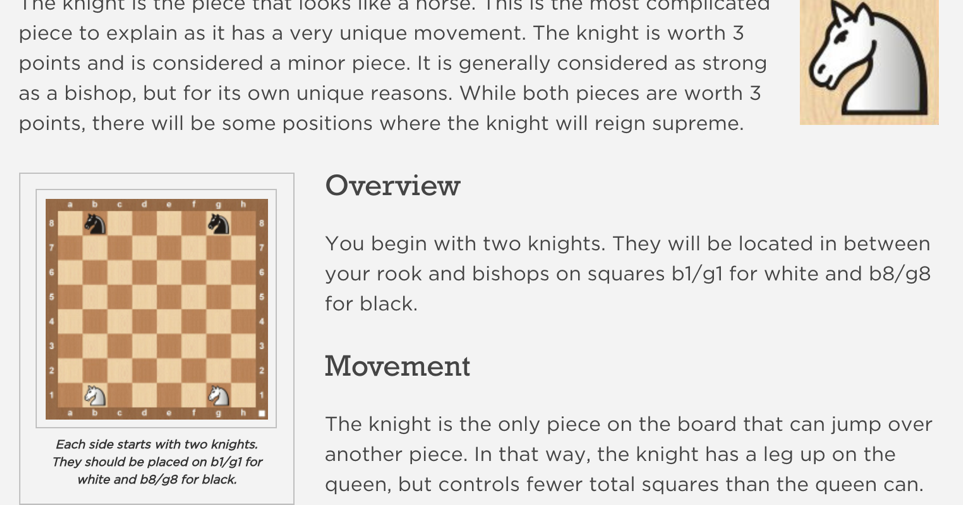 The knight is the piece that looks like a horse. This is the most complicated
piece to explain as it has a very unique movement. The knight is worth 3
points and is considered a minor piece. It is generally considered as strong
as a bishop, but for its own unique reasons. While both pieces are worth 3
points, there will be some positions where the knight will reign supreme.
a b c d e f g h
8 8
7 7
6 6
5 5
4 4
3 3
2 2
1 1
a b c d e f g h
Each side starts with two knights.
They should be placed on b1/g1 for
white and b8/g8 for black.
Overview
You begin with two knights. They will be located in between
your rook and bishops on squares b1/g1 for white and b8/g8
for black.
Movement
The knight is the only piece on the board that can jump over
another piece. In that way, the knight has a leg up on the
queen, but controls fewer total squares than the queen can.